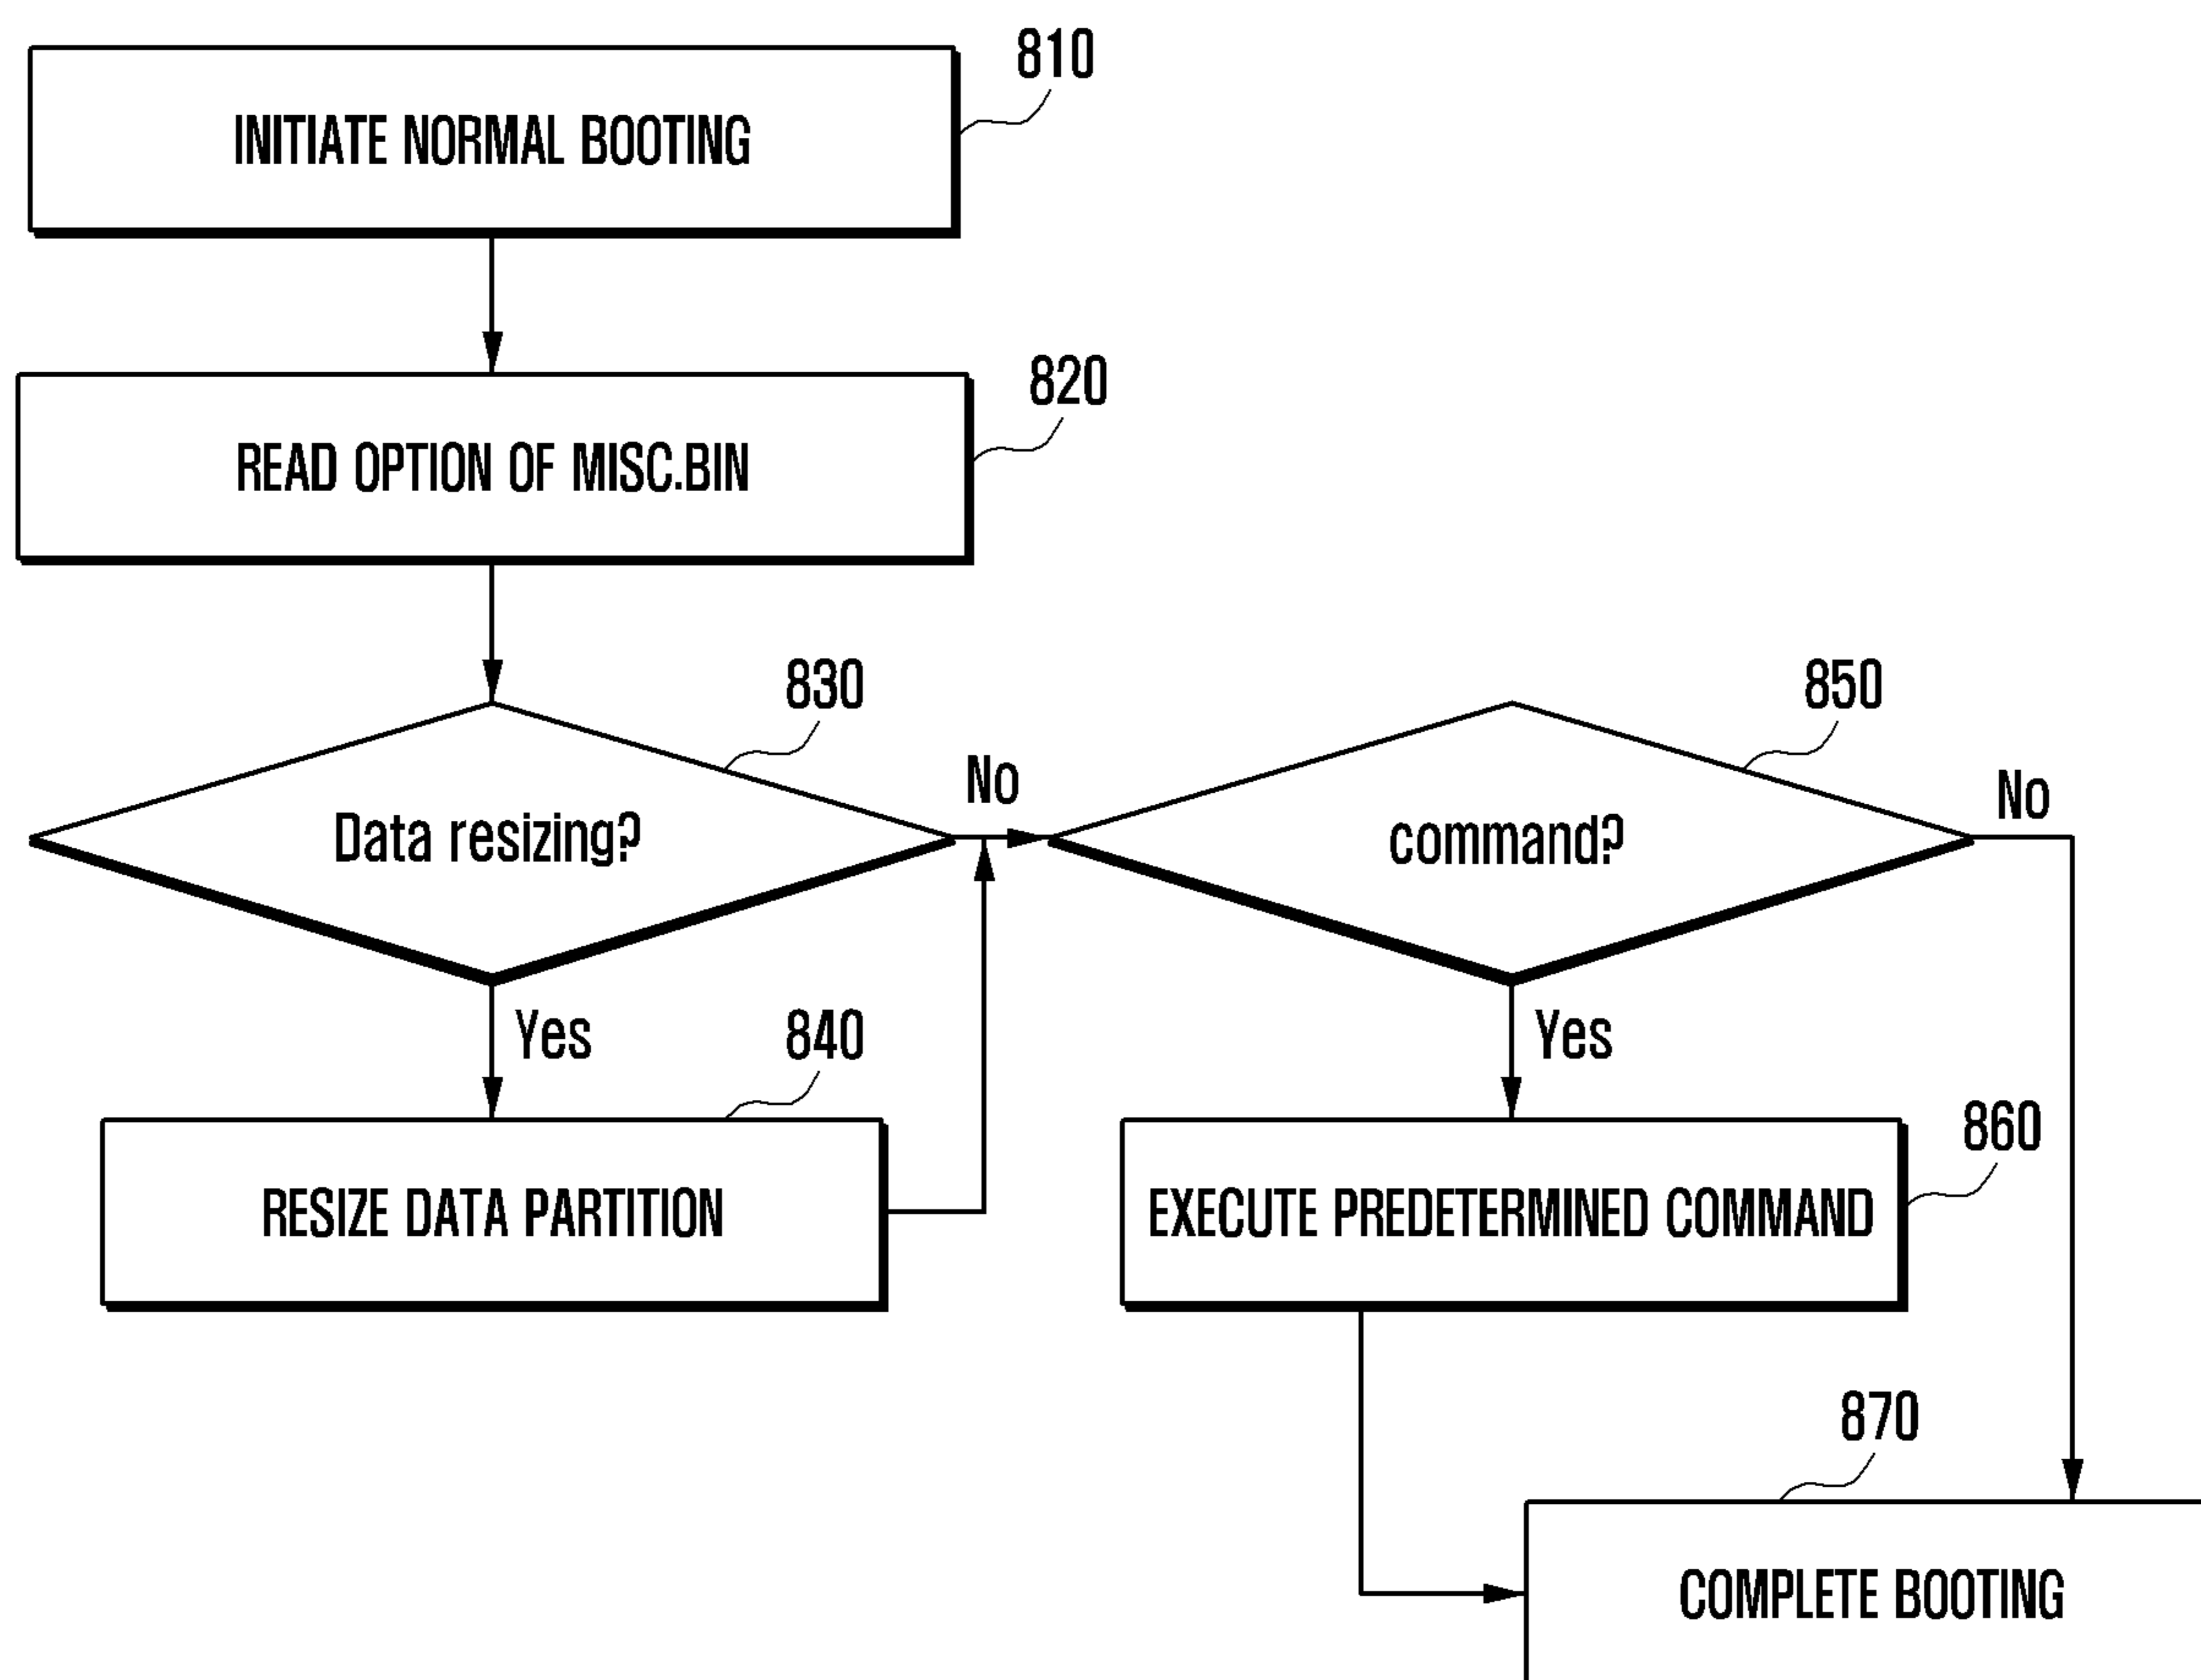 810
INITIATE NORMAL BOOTING
820
READ OPTION OF MISC.BIN
830
Data resizing?
No
850
command?
No
Yes
840
RESIZE DATA PARTITION
Yes
860
EXECUTE PREDETERMINED COMMAND
870
COMPLETE BOOTING